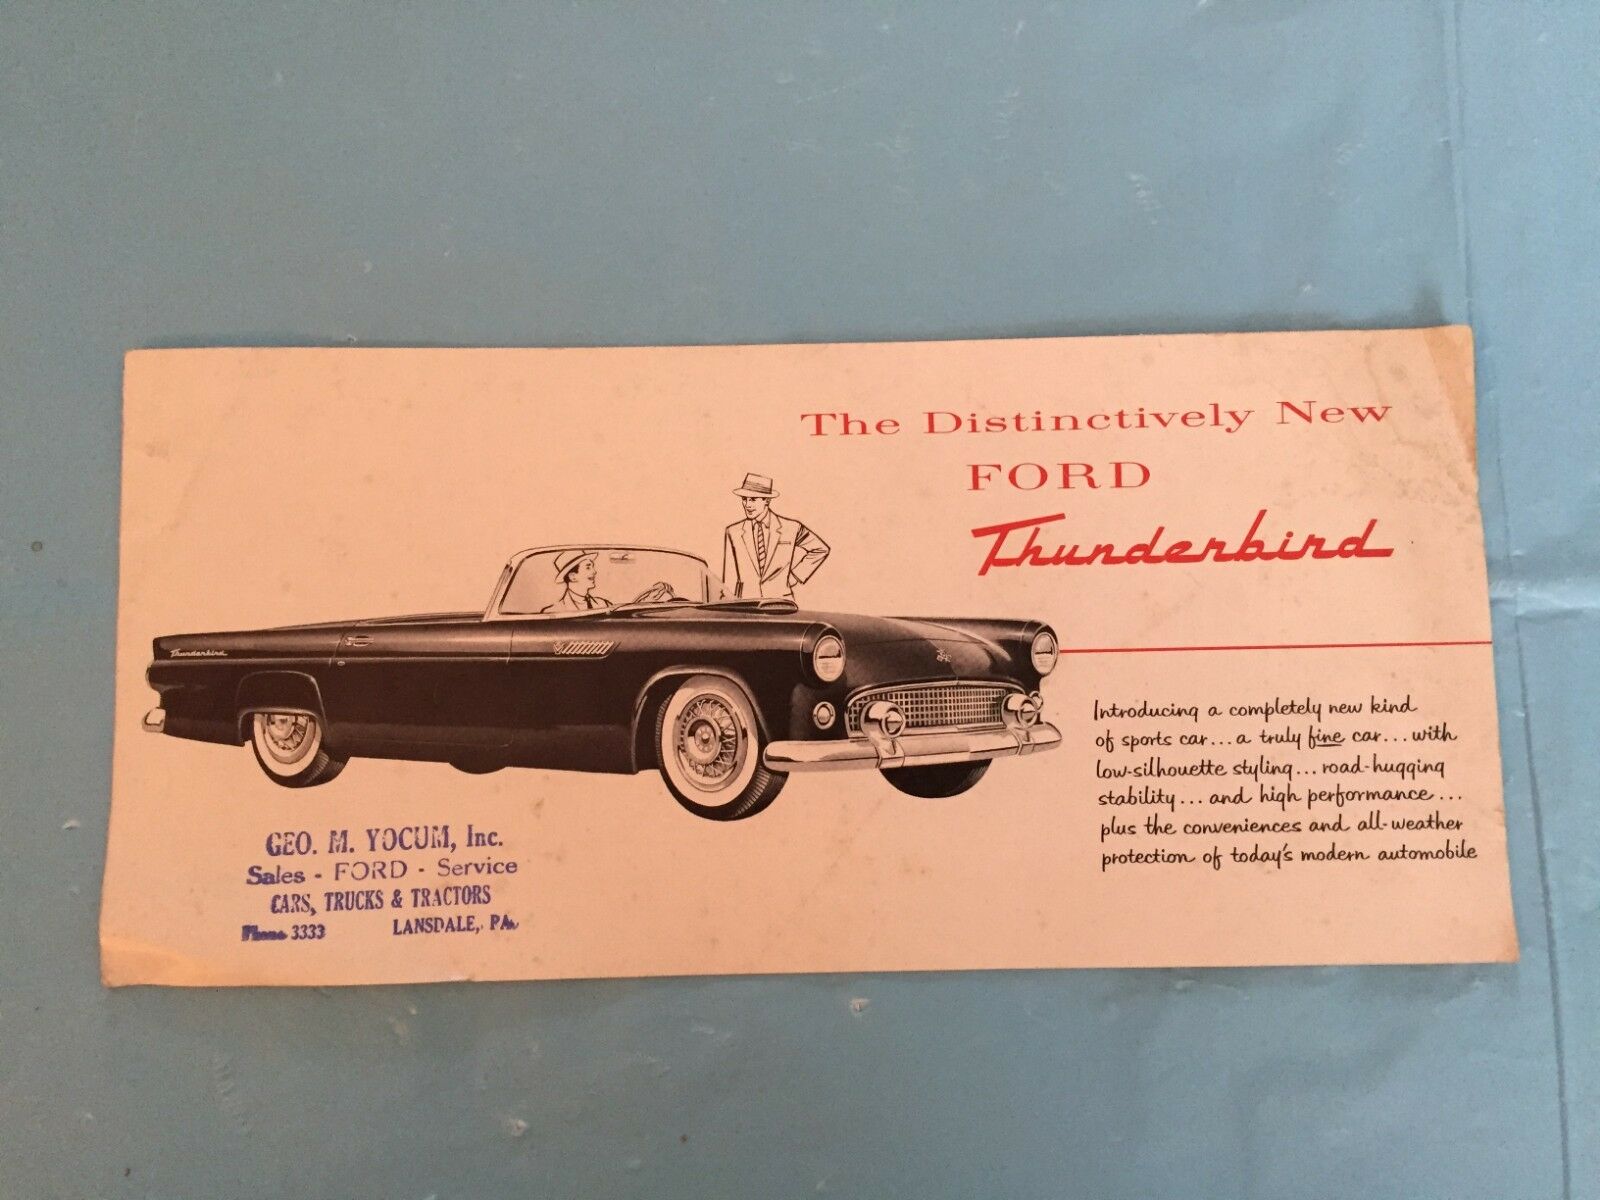 The Distinctively New
FORD
Thunderbird
Thunderbird
Introducing a completely new kind
of sports car... a truly fine car... with
low-silhouette styling... road-hugging
stability... and high performance...
plus the conveniences and all-weather
protection of today's modern automobile
GEO. M. YOCUM, Inc.
Sales - FORD - Service
CARS, TRUCKS & TRACTORS
Phone 3333 LANSDALE, PA.